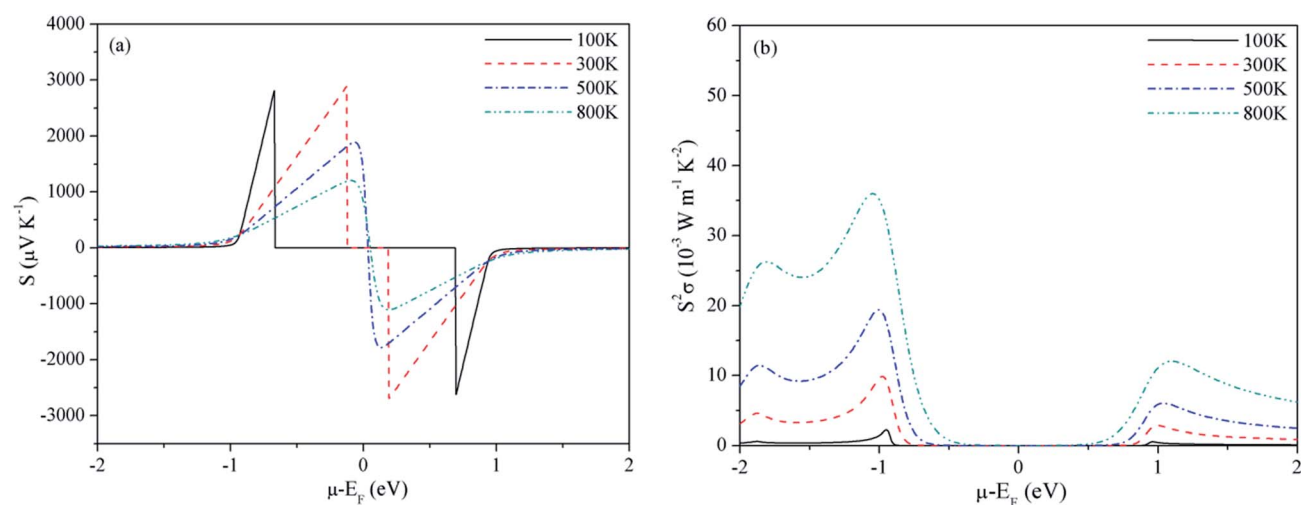 (a)
100K
300K
500K
800K
4000
3000
2000
1000
0
-1000
-2000
-3000
S (μV K⁻¹)
-2 -1 0 1 2
μ-E_F (eV)
(b)
100K
300K
500K
800K
60
50
40
30
20
10
0
S²σ (10⁻³ W m⁻¹ K⁻²)
-2 -1 0 1 2
μ-E_F (eV)